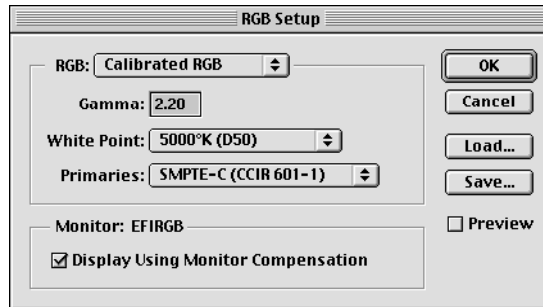 RGB Setup
RGB: Calibrated RGB
Gamma: 2.20
White Point: 5000°K (D50)
Primaries: SMPTE-C (CCIR 601-1)
Monitor: EFIRGB
Display Using Monitor Compensation
OK
Cancel
Load...
Save...
Preview